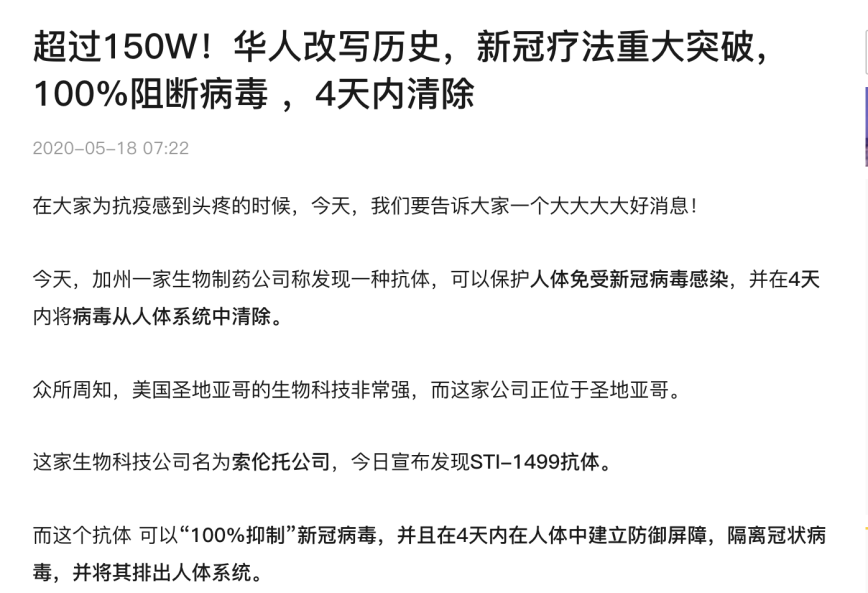 超过150W！华人改写历史，新冠疗法重大突破，
100%阻断病毒 ，4天内清除
2020-05-18 07:22
在大家为抗疫感到头疼的时候，今天，我们要告诉大家一个大大大大好消息！
今天，加州一家生物制药公司称发现一种抗体，可以保护人体免受新冠病毒感染，并在4天
内将病毒从人体系统中清除。
众所周知，美国圣地亚哥的生物科技非常强，而这家公司正位于圣地亚哥。
这家生物科技公司名为索伦托公司，今日宣布发现STI-1499抗体。
而这个抗体 可以“100%抑制”新冠病毒，并且在4天内在人体中建立防御屏障，隔离冠状病
毒，并将其排出人体系统。